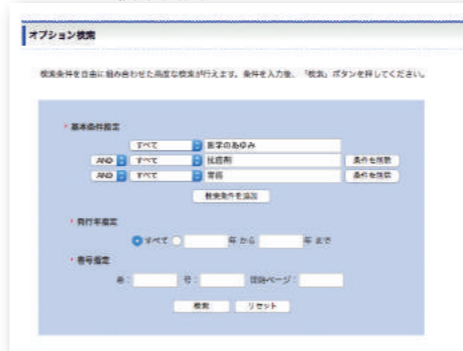 オプション検索
検索条件を自由に組み合わせた高度な検索が行えます。条件を入力後、「検索」ボタンを押してください。
基本条件指定
すべて 医学のあゆみ
AND すべて 抗癌剤 条件を削除
AND すべて 胃癌 条件を削除
検索条件を追加
発行年指定
すべて 年 から 年 まで
巻号指定
巻: 号: 開始ページ:
検索 リセット